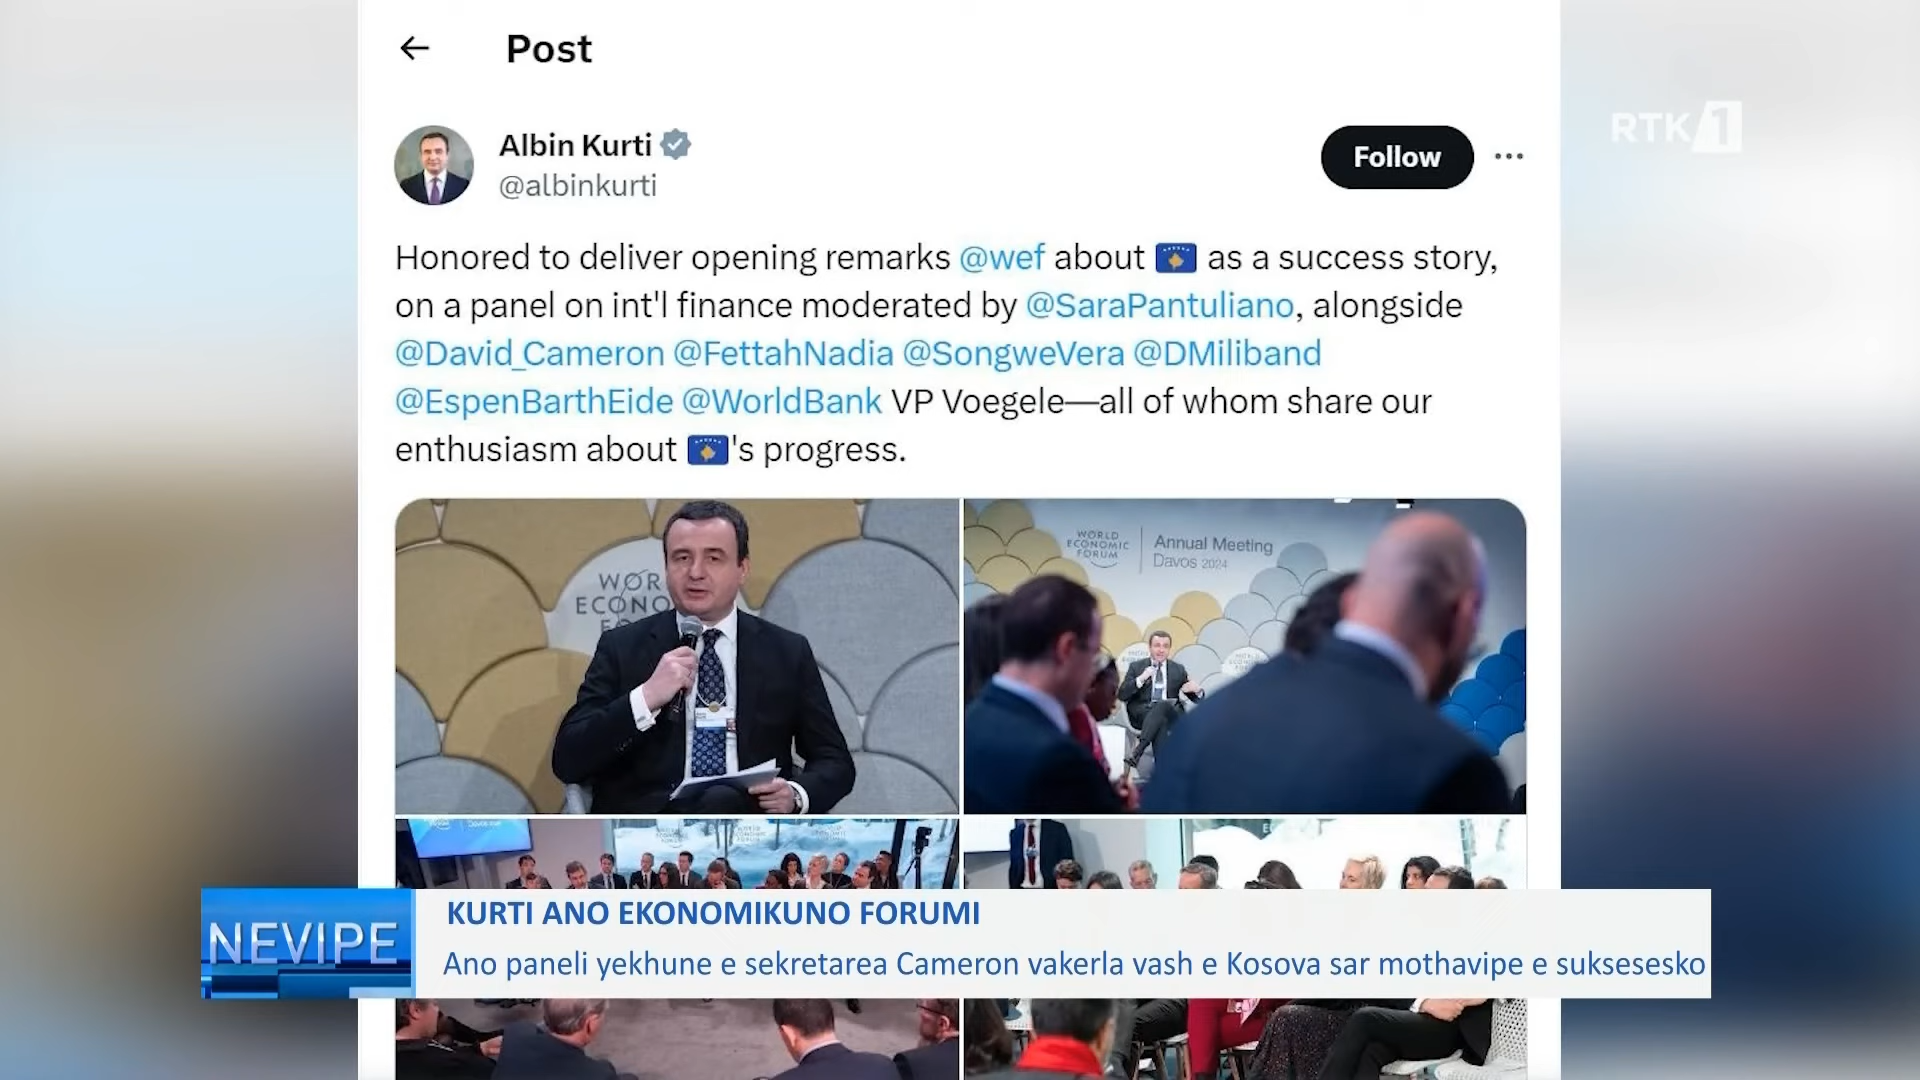 Post
RTK 1
Albin Kurti
@albinkurti
Follow
Honored to deliver opening remarks @wef about 🇽🇰 as a success story,
on a panel on int'l finance moderated by @SaraPantuliano, alongside
@David_Cameron @FettahNadia @SongweVera @DMiliband
@EspenBarthEide @WorldBank VP Voegele—all of whom share our
enthusiasm about 🇽🇰's progress.
WOR
ECONO
WORLD
ECONOMIC
FORUM
Annual Meeting
Davos 2024
NEVIPE
KURTI ANO EKONOMIKUNO FORUMI
Ano paneli yekhune e sekretarea Cameron vakerla vash e Kosova sar mothavipe e suksesesko